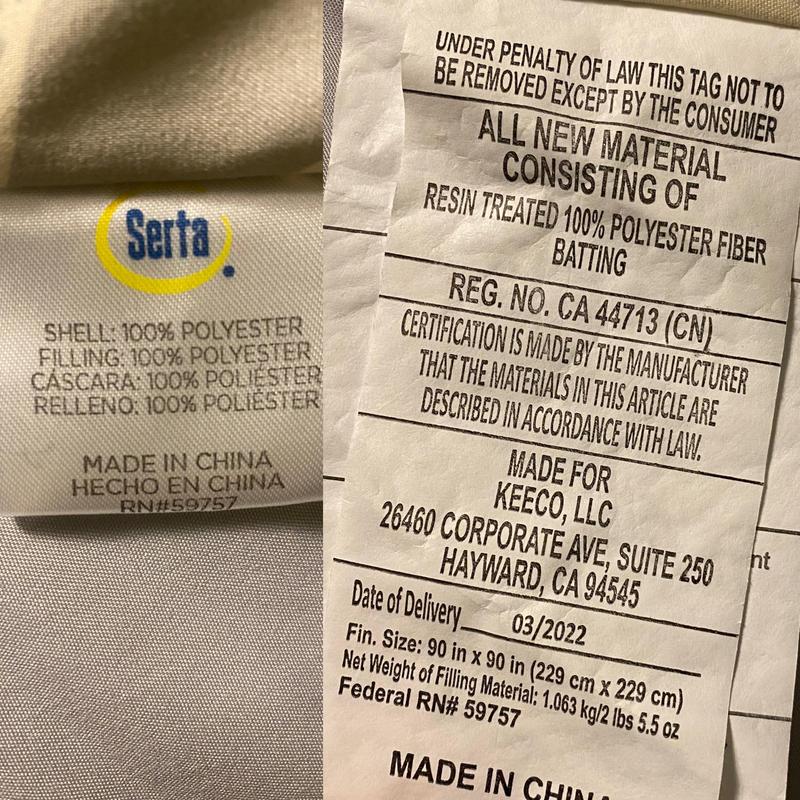 Serta
SHELL: 100% POLYESTER
FILLING: 100% POLYESTER
CÁSCARA: 100% POLIÉSTER
RELLENO: 100% POLIÉSTER
MADE IN CHINA
HECHO EN CHINA
RN#59757
UNDER PENALTY OF LAW THIS TAG NOT TO
BE REMOVED EXCEPT BY THE CONSUMER
ALL NEW MATERIAL
CONSISTING OF
RESIN TREATED 100% POLYESTER FIBER
BATTING
REG. NO. CA 44713 (CN)
CERTIFICATION IS MADE BY THE MANUFACTURER
THAT THE MATERIALS IN THIS ARTICLE ARE
DESCRIBED IN ACCORDANCE WITH LAW.
MADE FOR
KEECO, LLC
26460 CORPORATE AVE, SUITE 250
HAYWARD, CA 94545
Date of Delivery 03/2022
Fin. Size: 90 in x 90 in (229 cm x 229 cm)
Net Weight of Filling Material: 1.063 kg/2 lbs 5.5 oz
Federal RN# 59757
MADE IN CHINA